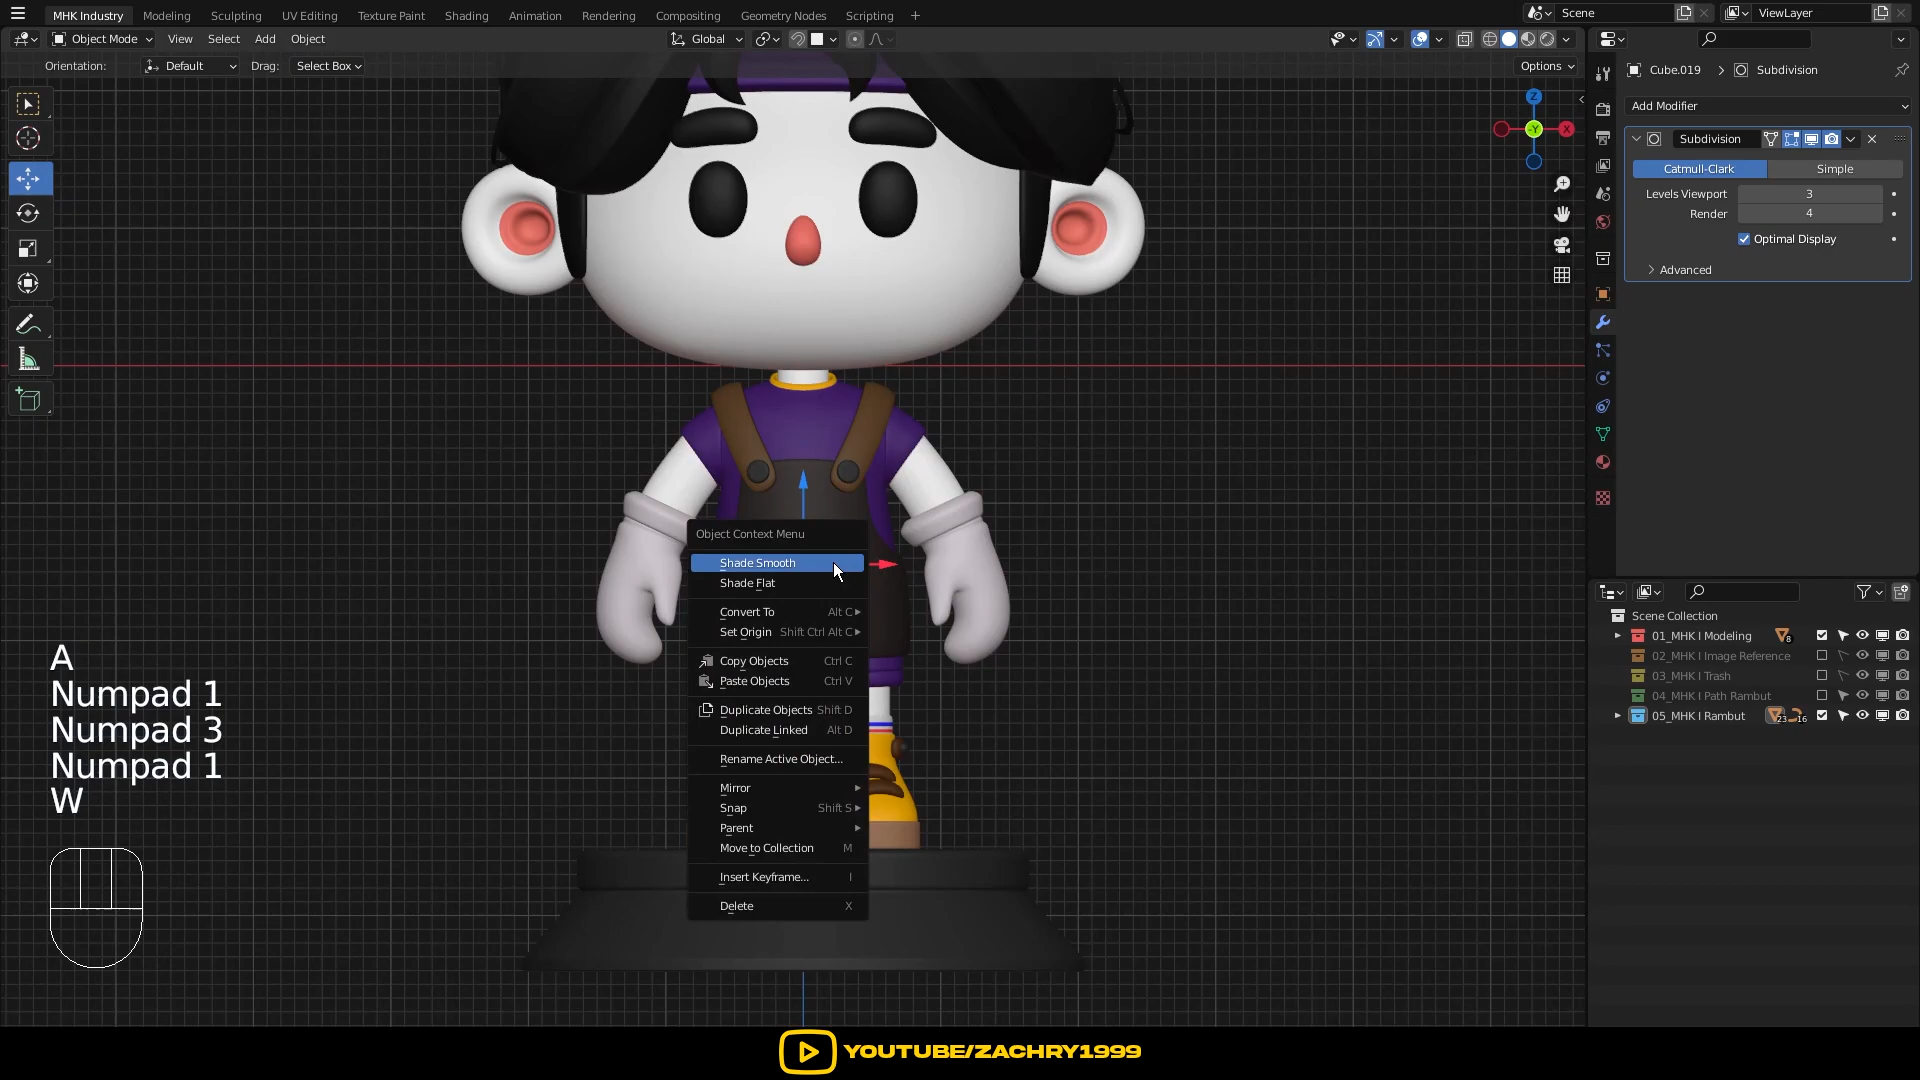 MHK Industry Modeling Sculpting UV Editing Texture Paint Shading Animation Rendering Compositing Geometry Nodes Scripting + Scene ViewLayer
Object Mode View Select Add Object Global
Orientation: Default Drag: Select Box Options
Z
-Y
X
Cube.019 > Subdivision
Add Modifier
Subdivision
Catmull-Clark Simple
Levels Viewport 3
Render 4
Optimal Display
Advanced
Object Context Menu
Shade Smooth
Shade Flat
Convert To Alt C
Set Origin Shift Ctrl Alt C
Copy Objects Ctrl C
Paste Objects Ctrl V
Duplicate Objects Shift D
Duplicate Linked Alt D
Rename Active Object...
Mirror
Snap Shift S
Parent
Move to Collection M
Insert Keyframe... I
Delete X
Scene Collection
01_MHK I Modeling 8
02_MHK I Image Reference
03_MHK I Trash
04_MHK I Path Rambut
05_MHK I Rambut 23 16
A
Numpad 1
Numpad 3
Numpad 1
W
YOUTUBE/ZACHRY1999